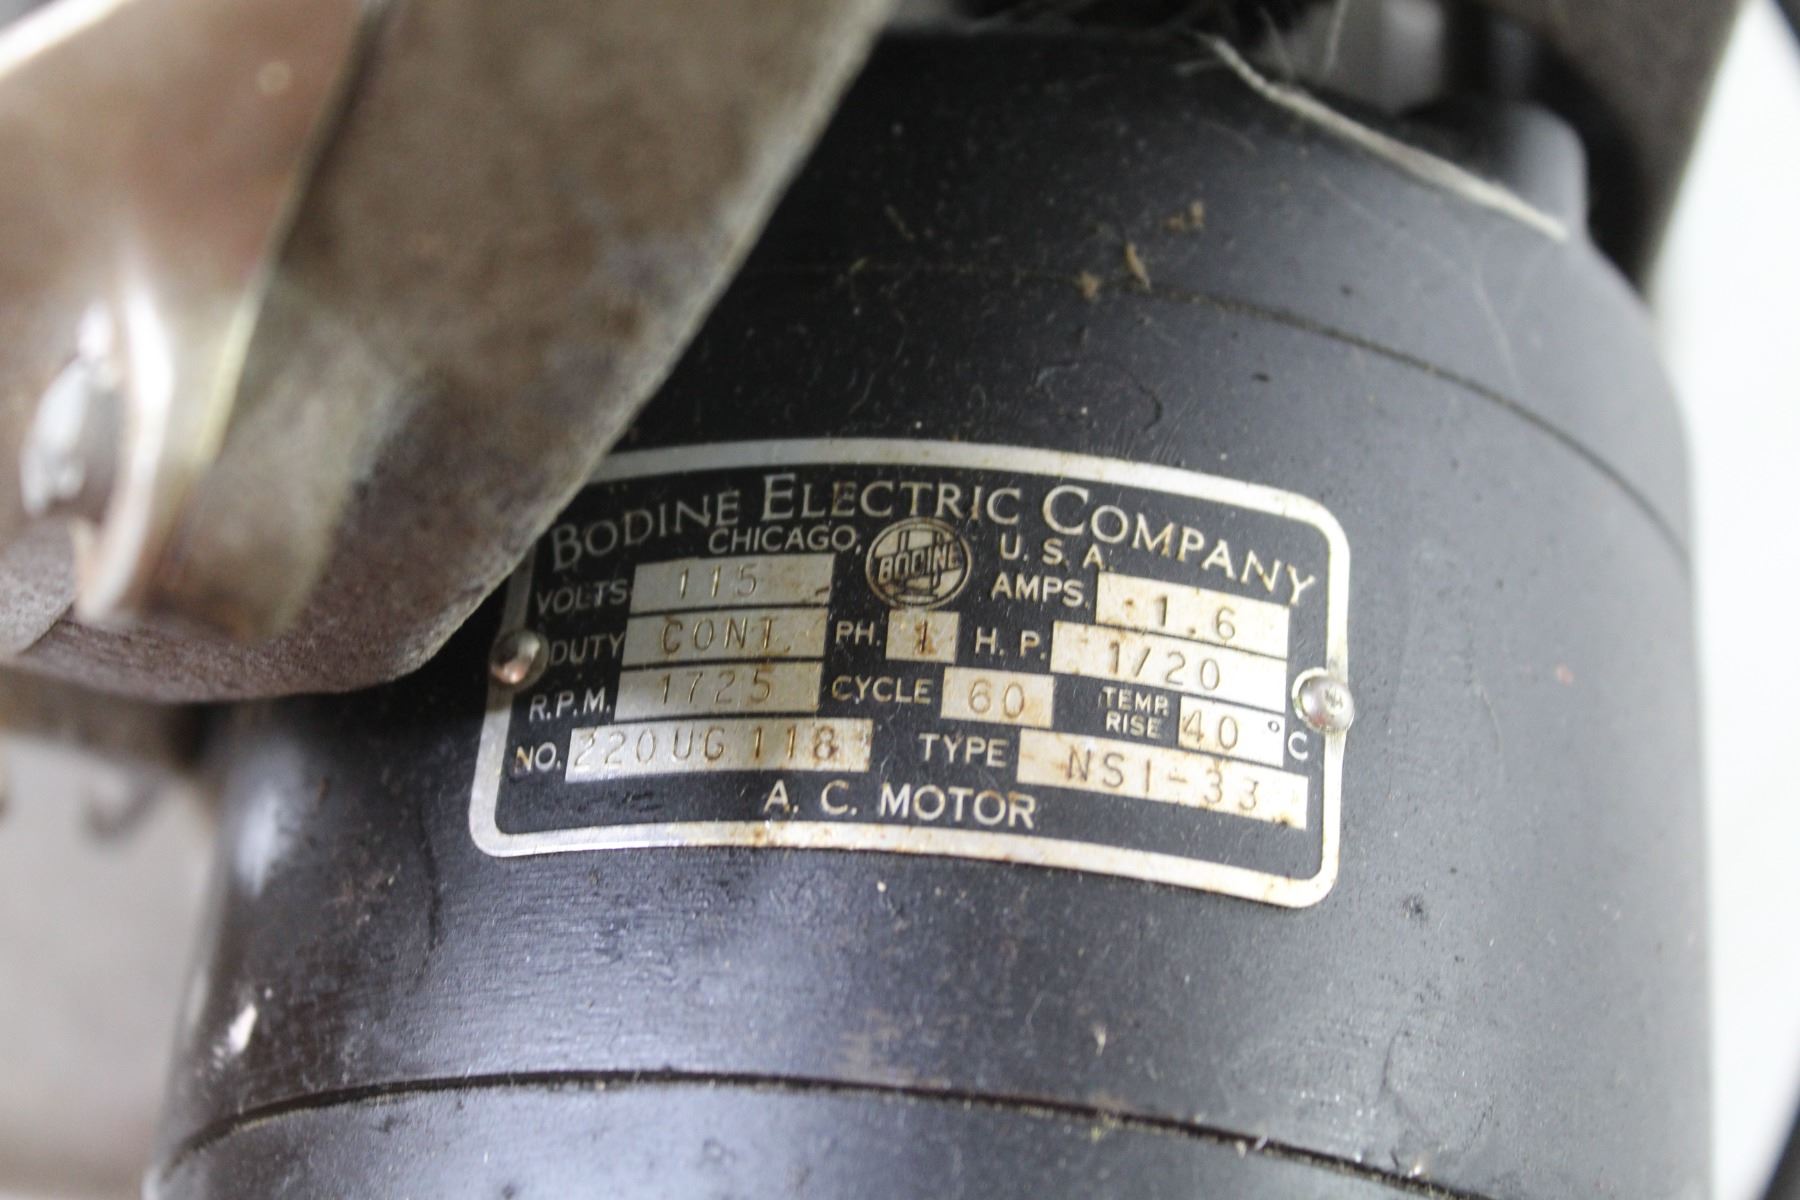 BODINE ELECTRIC COMPANY
CHICAGO, BODINE U. S. A.
VOLTS 115 AMPS. 1.6
DUTY CONT. PH. 1 H. P. 1/20
R.P.M. 1725 CYCLE 60 TEMP. RISE 40 °C
NO. 220UG118 TYPE NSI-33
A. C. MOTOR